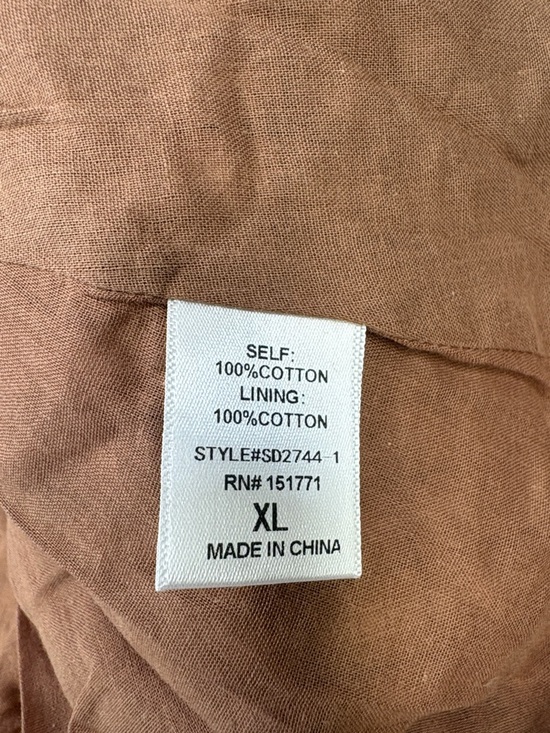 SELF:
100%COTTON
LINING:
100%COTTON
STYLE#SD2744-1
RN# 151771
XL
MADE IN CHINA